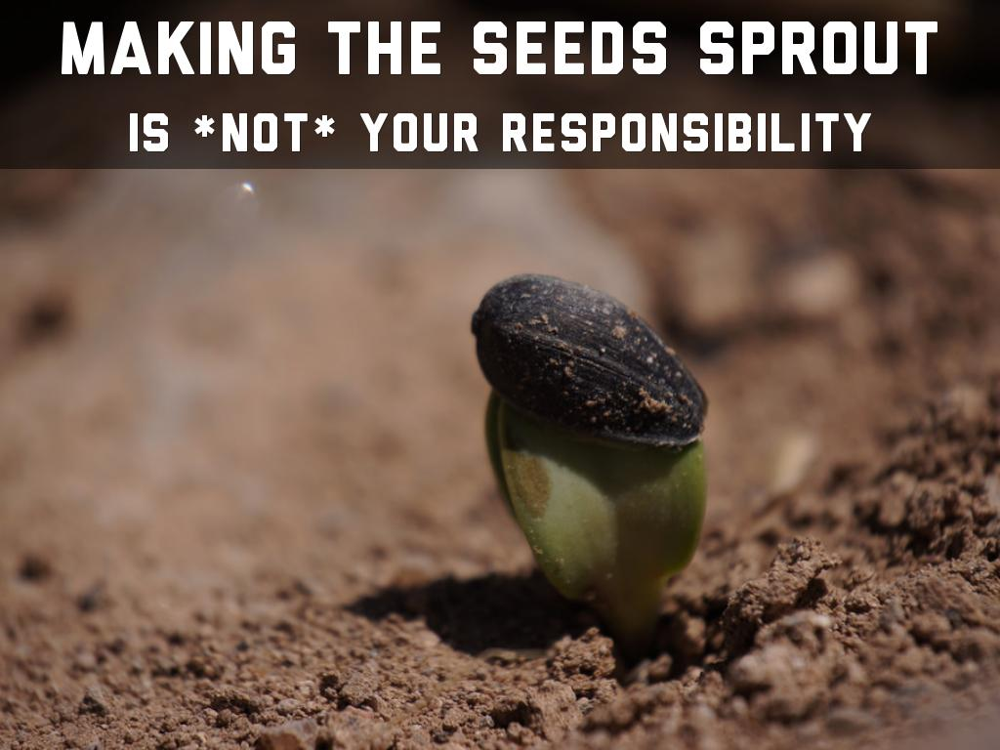 MAKING THE SEEDS SPROUT
IS *NOT* YOUR RESPONSIBILITY